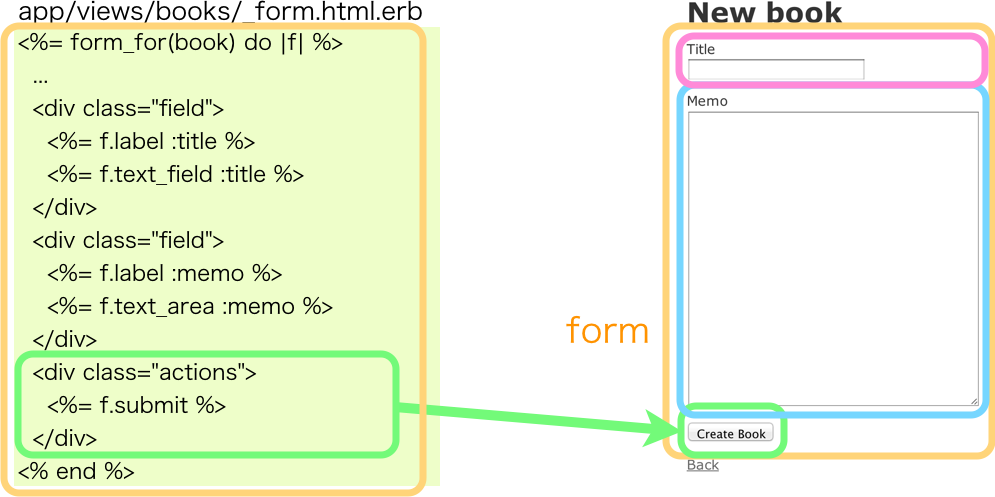 app/views/books/_form.html.erb
<%= form_for(book) do |f| %>
...
<div class="field">
<%= f.label :title %>
<%= f.text_field :title %>
</div>
<div class="field">
<%= f.label :memo %>
<%= f.text_area :memo %>
</div>
<div class="actions">
<%= f.submit %>
</div>
<% end %>
form
New book
Title
Memo
Create Book
Back